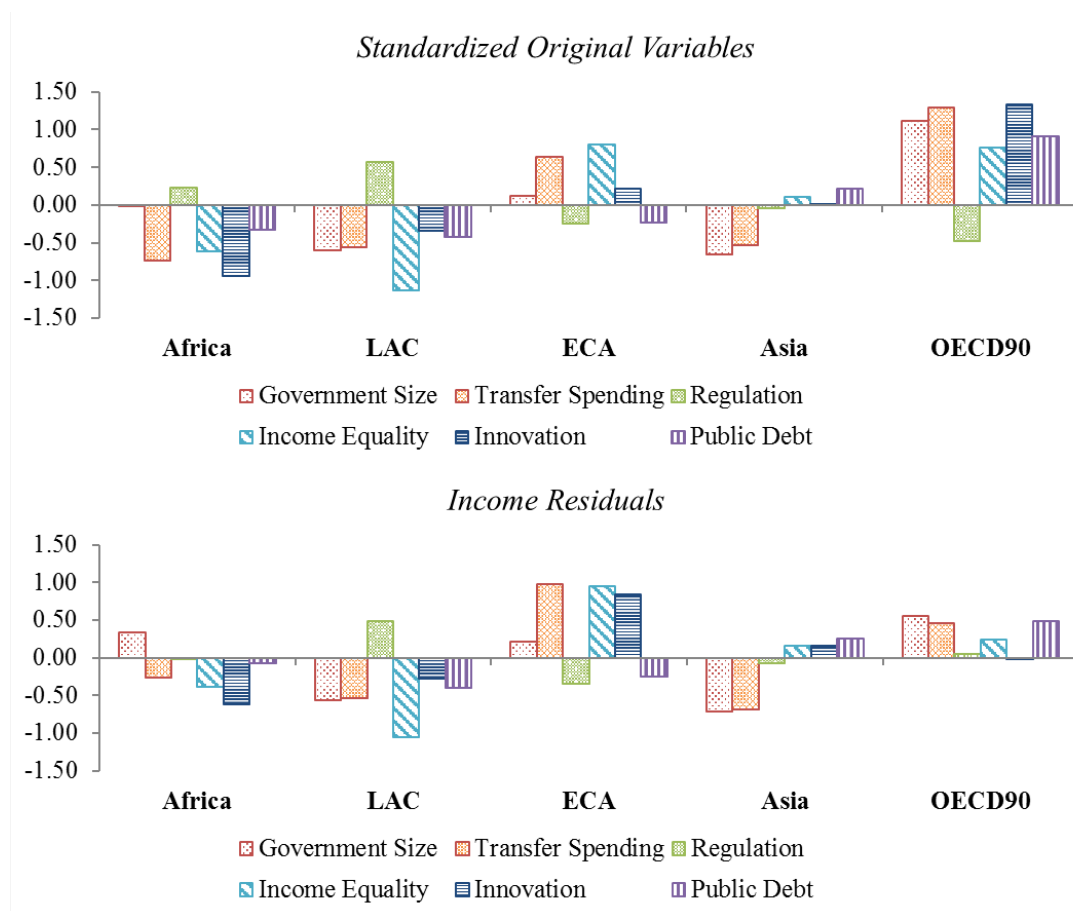 Standardized Original Variables
1.50
1.00
0.50
0.00
-0.50
-1.00
-1.50
Africa LAC ECA Asia OECD90
Government Size Transfer Spending Regulation
Income Equality Innovation Public Debt
Income Residuals
1.50
1.00
0.50
0.00
-0.50
-1.00
-1.50
Africa LAC ECA Asia OECD90
Government Size Transfer Spending Regulation
Income Equality Innovation Public Debt